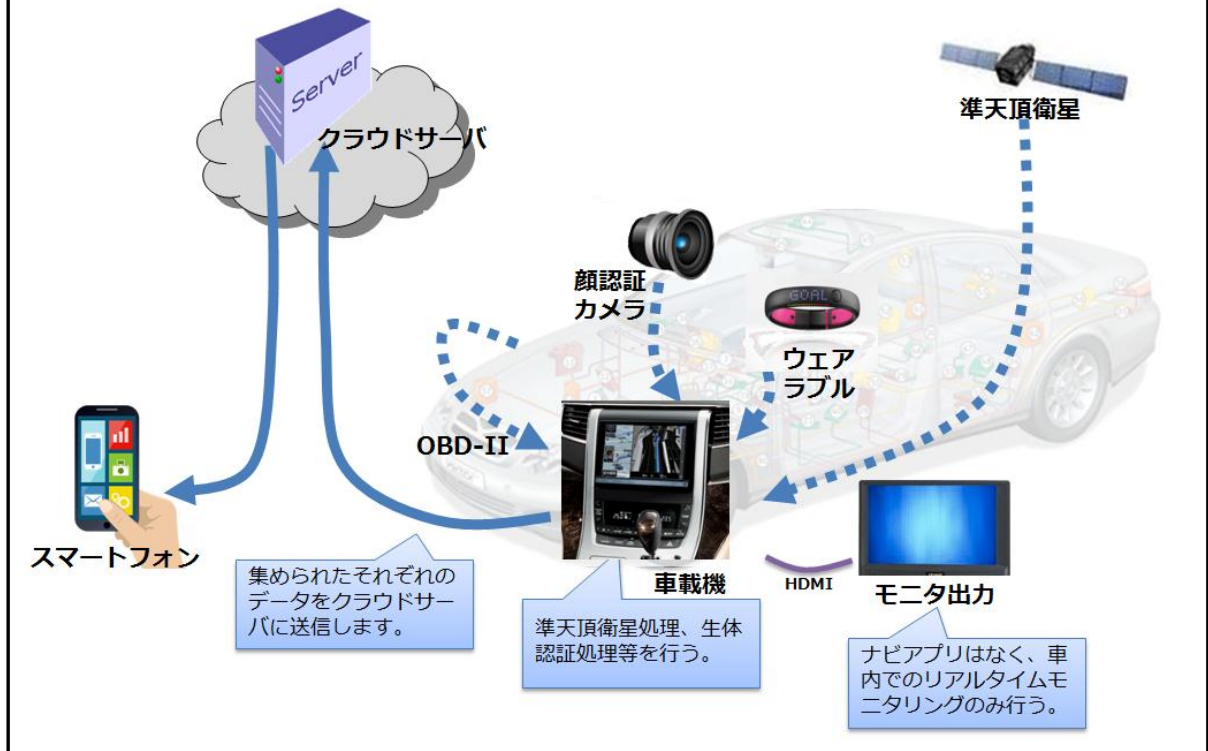 Server
クラウドサーバ
準天頂衛星
顔認証
カメラ
GOAL
ウェア
ラブル
OBD-II
スマートフォン
車載機
HDMI
モニタ出力
集められたそれぞれの
データをクラウドサー
バに送信します。
準天頂衛星処理、生体
認証処理等を行う。
ナビアプリはなく、車
内でのリアルタイムモ
ニタリングのみ行う。